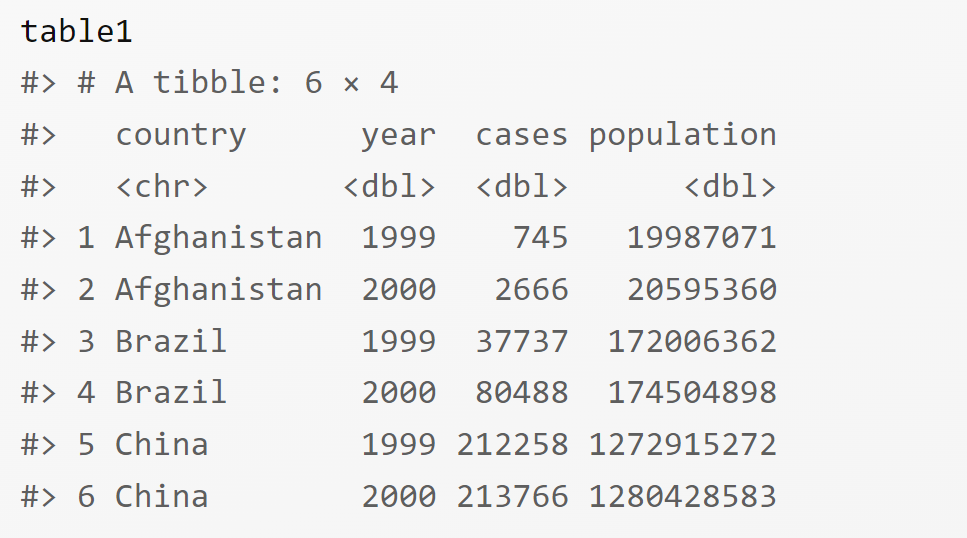 table1
#> # A tibble: 6 × 4
#>   country      year  cases population
#>   <chr>       <dbl>  <dbl>      <dbl>
#> 1 Afghanistan  1999    745   19987071
#> 2 Afghanistan  2000   2666   20595360
#> 3 Brazil       1999  37737  172006362
#> 4 Brazil       2000  80488  174504898
#> 5 China        1999 212258 1272915272
#> 6 China        2000 213766 1280428583